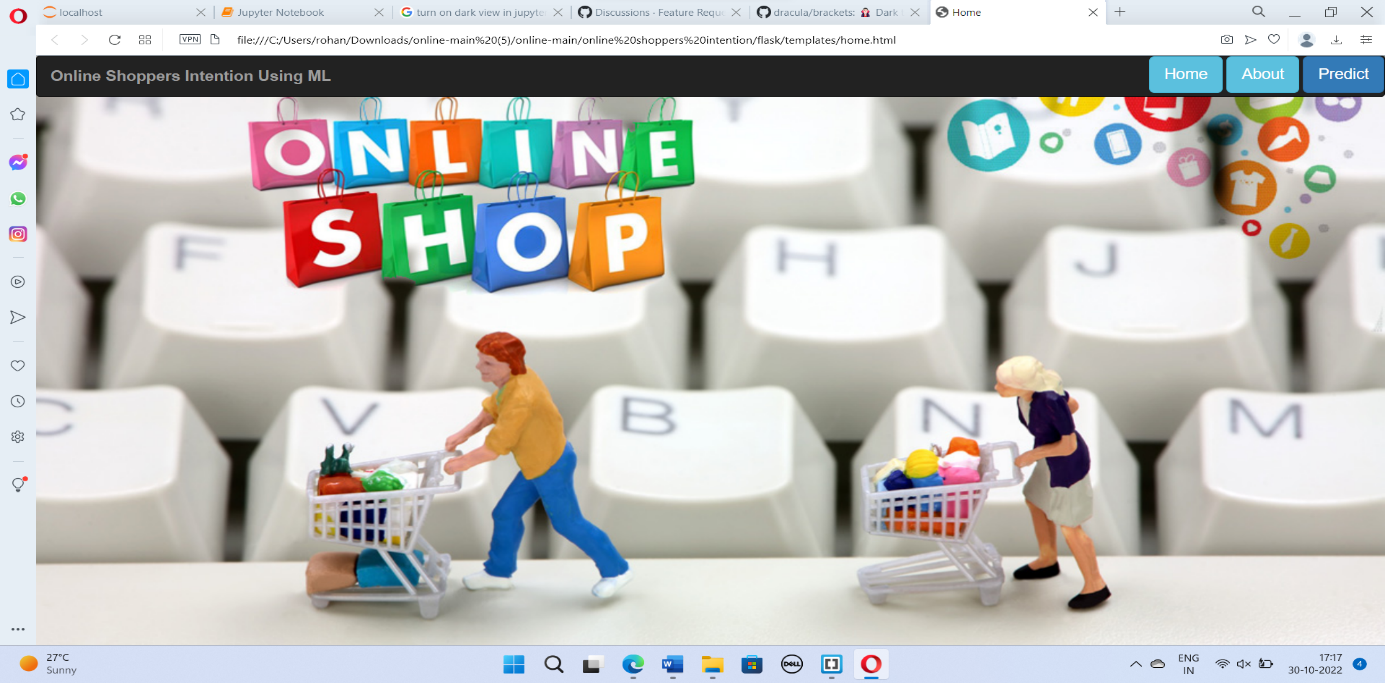 localhost
Jupyter Notebook
turn on dark view in jupyte
Discussions - Feature Reque
dracula/brackets:
Dark
Home
VPN
file:///C:/Users/rohan/Downloads/online-main%20(5)/online-main/online%20shoppers%20intention/flask/templates/home.html
Online Shoppers Intention Using ML
Home
About
Predict
ONLINE
SHOP
R
Y
F
H
J
C
V
B
N
M
27°C
Sunny
DELL
ENG
IN
17:17
30-10-2022
4